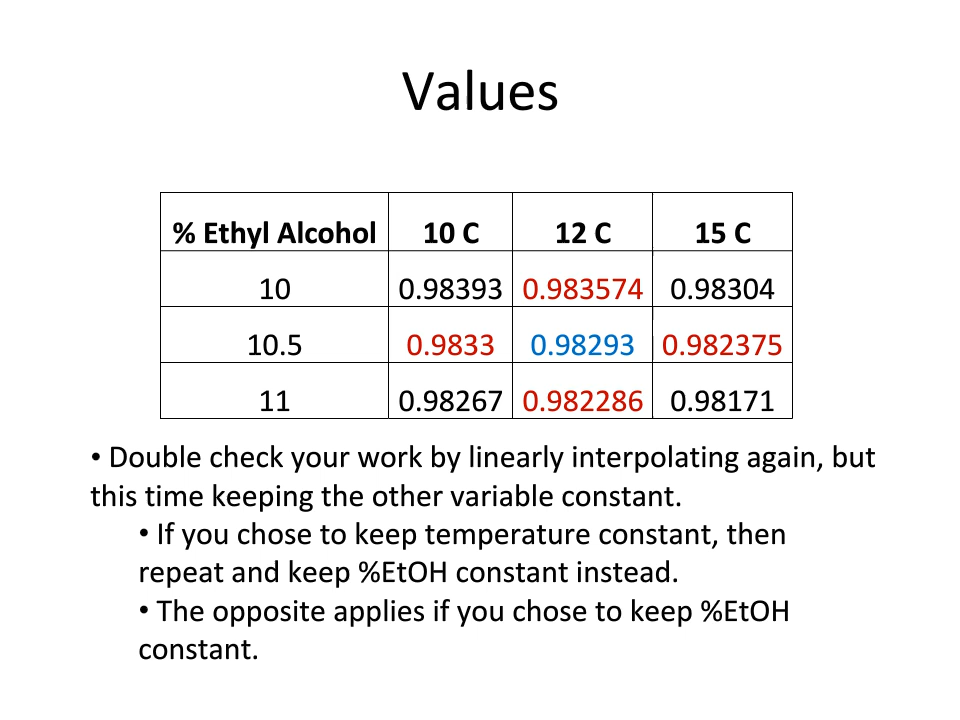 Values
% Ethyl Alcohol 10 C 12 C 15 C
10 0.98393 0.983574 0.98304
10.5 0.9833 0.98293 0.982375
11 0.98267 0.982286 0.98171
• Double check your work by linearly interpolating again, but
this time keeping the other variable constant.
• If you chose to keep temperature constant, then
repeat and keep %EtOH constant instead.
• The opposite applies if you chose to keep %EtOH
constant.